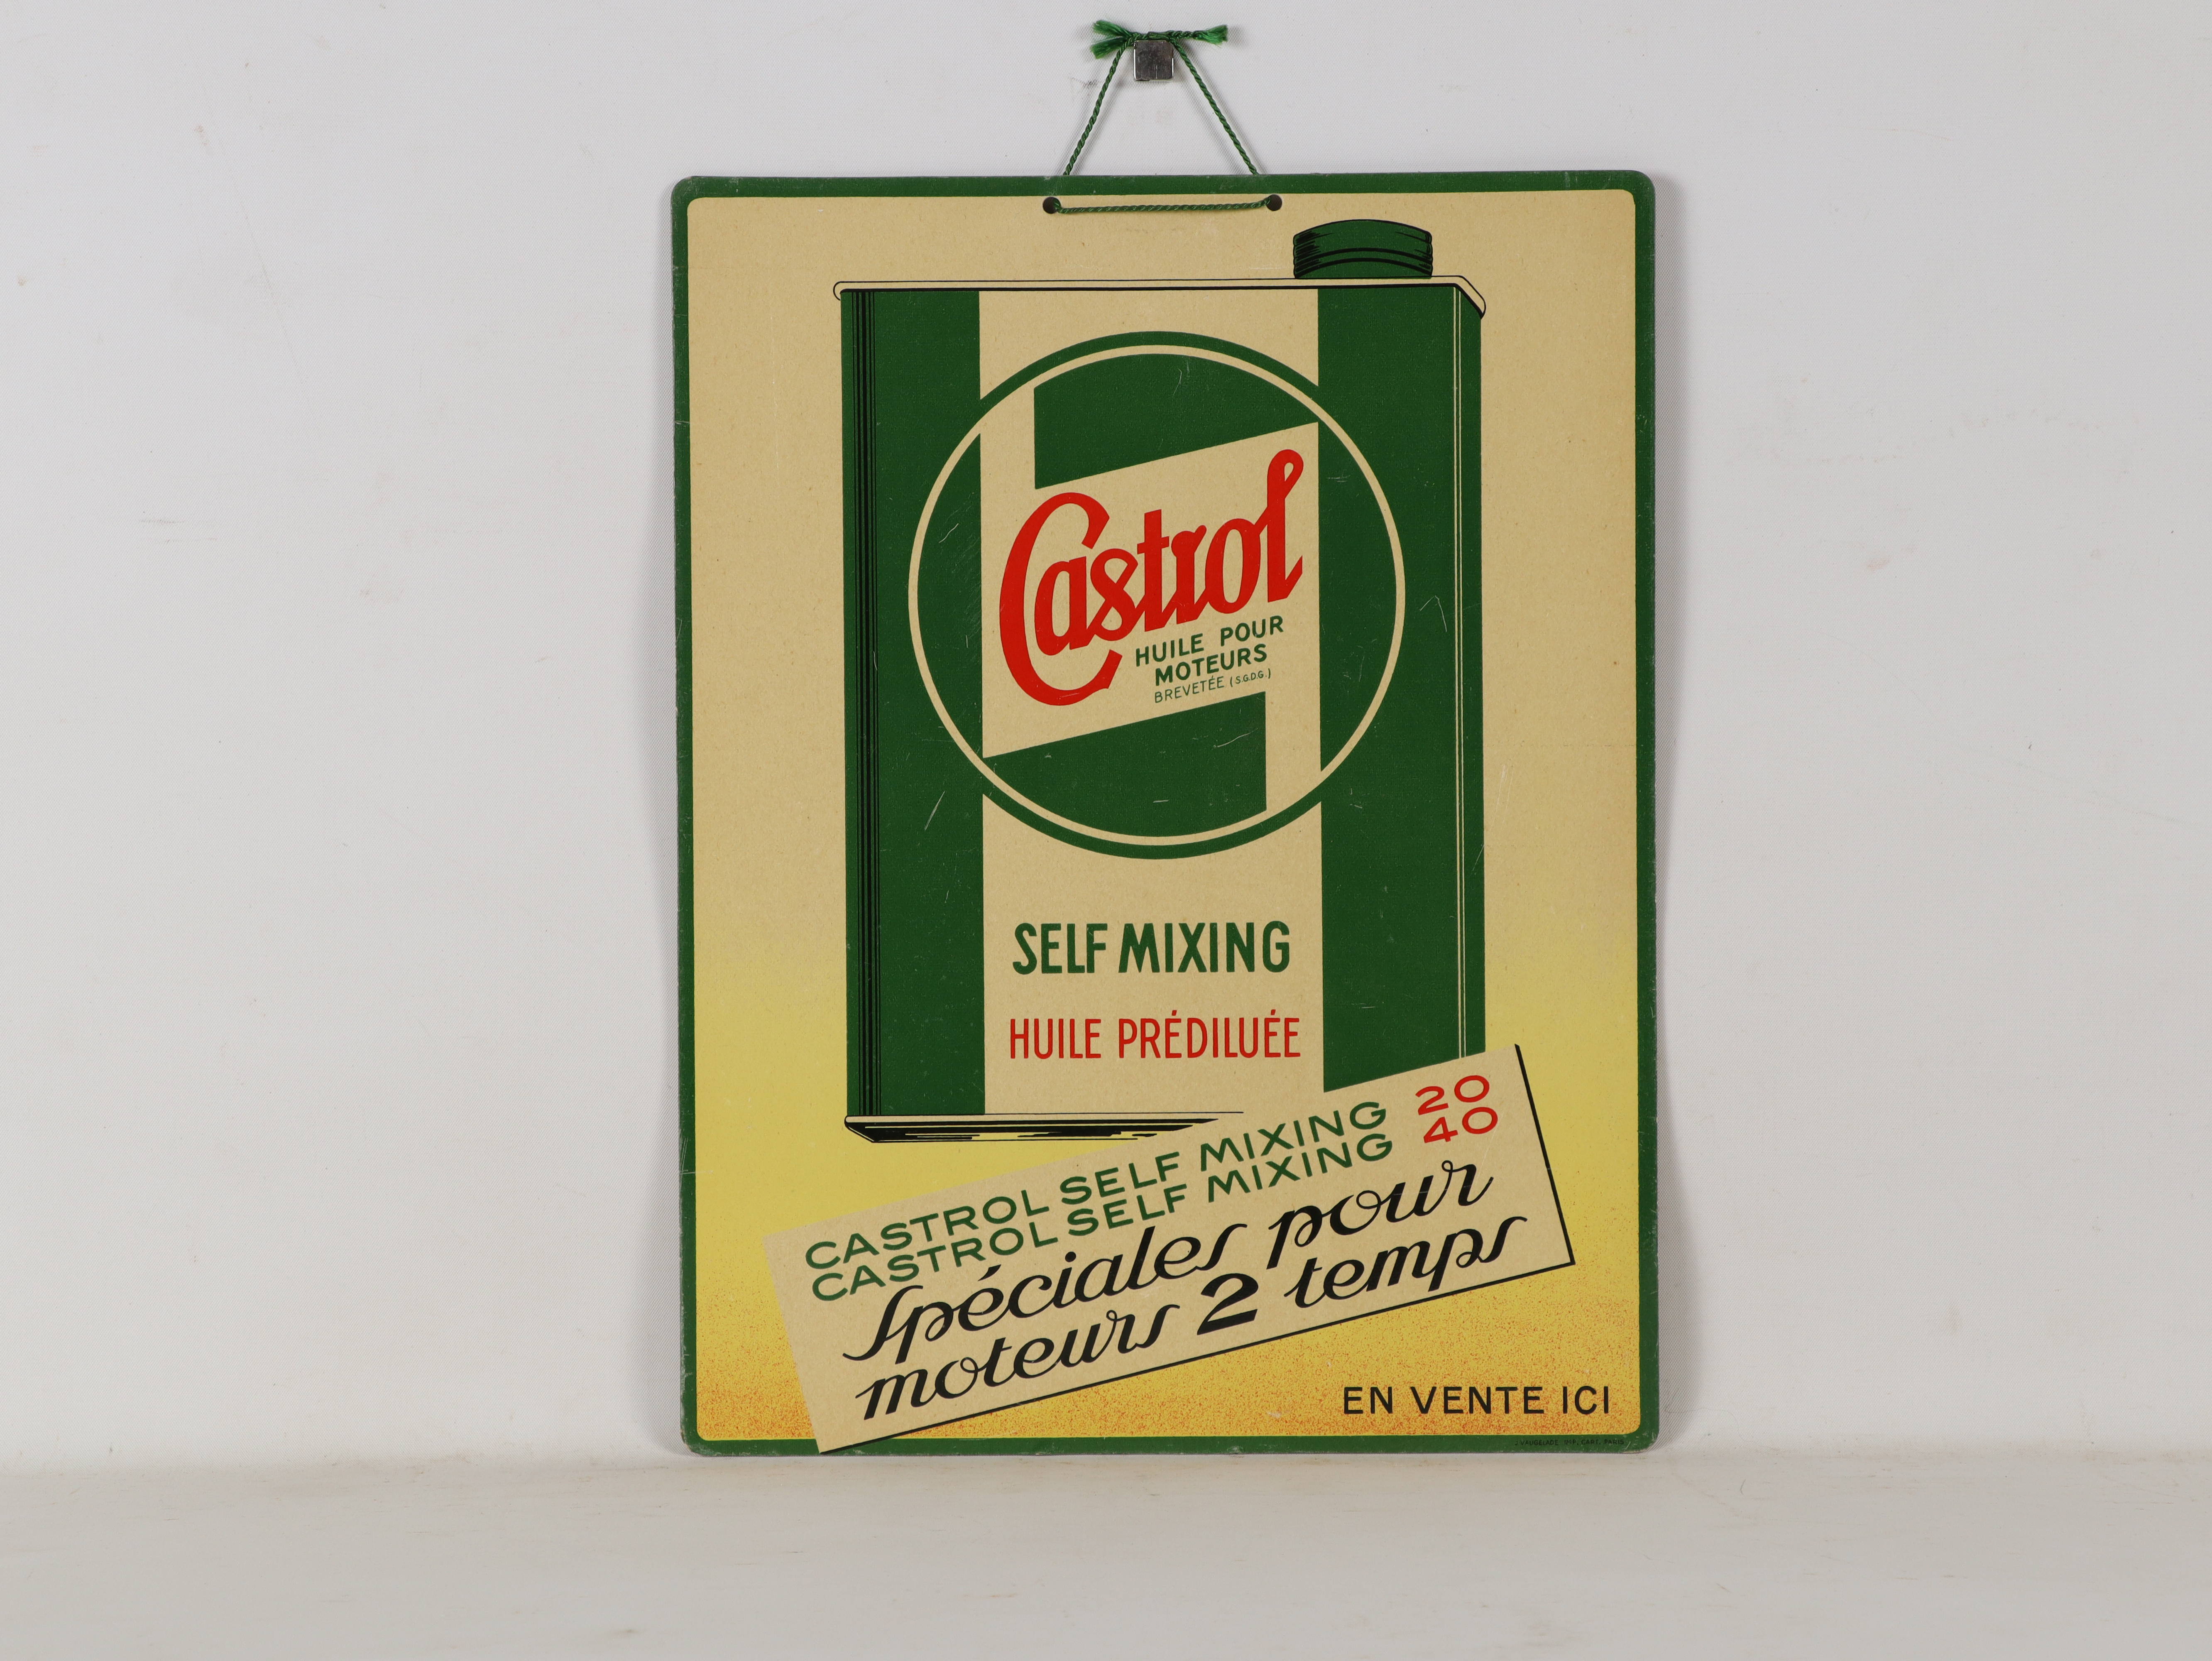 Castrol
HUILE POUR
MOTEURS
BREVETÉE (S.G.D.G.)
SELF MIXING
HUILE PRÉDILUÉE
CASTROL SELF MIXING 20
CASTROL SELF MIXING 40
Spéciales pour
moteurs 2 temps
EN VENTE ICI